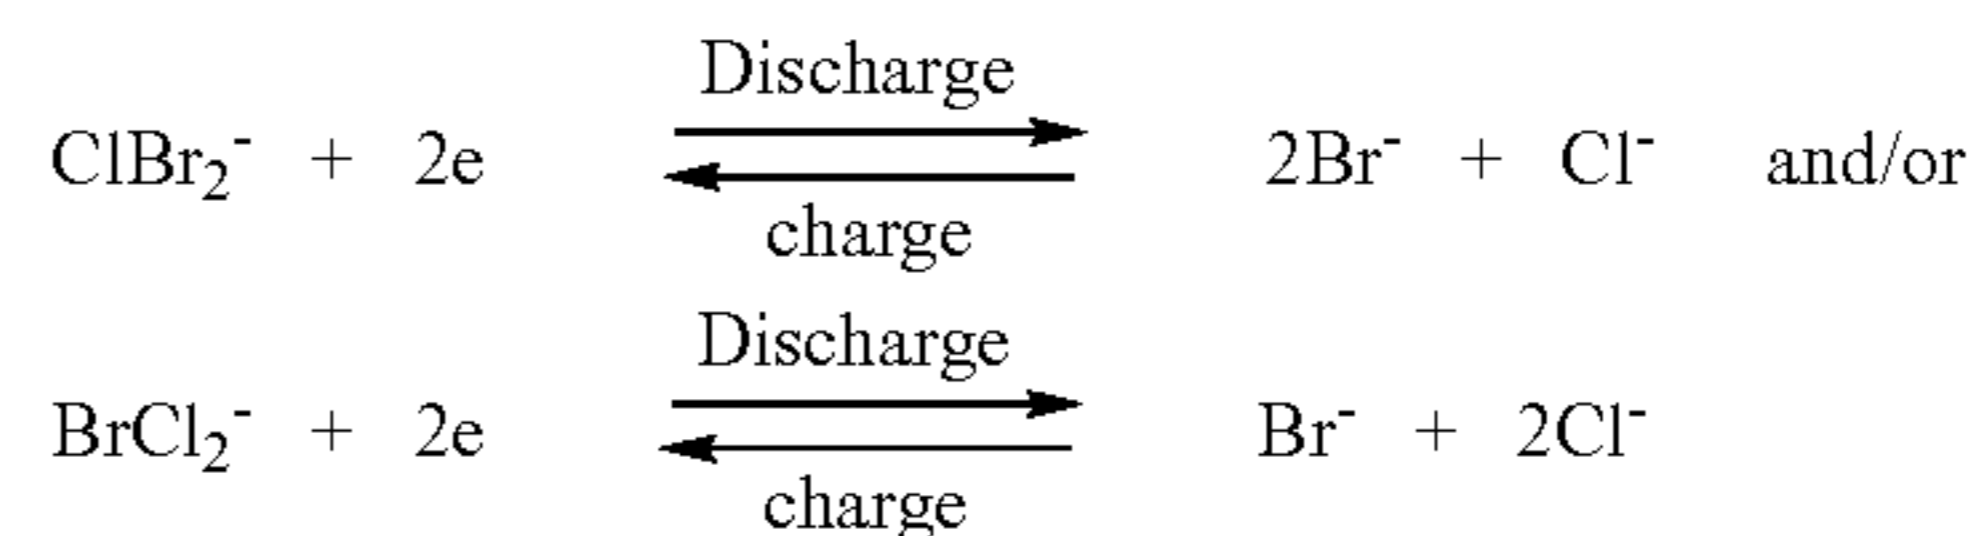 Discharge
ClBr₂⁻ + 2e 2Br⁻ + Cl⁻ and/or
charge
Discharge
BrCl₂⁻ + 2e Br⁻ + 2Cl⁻
charge